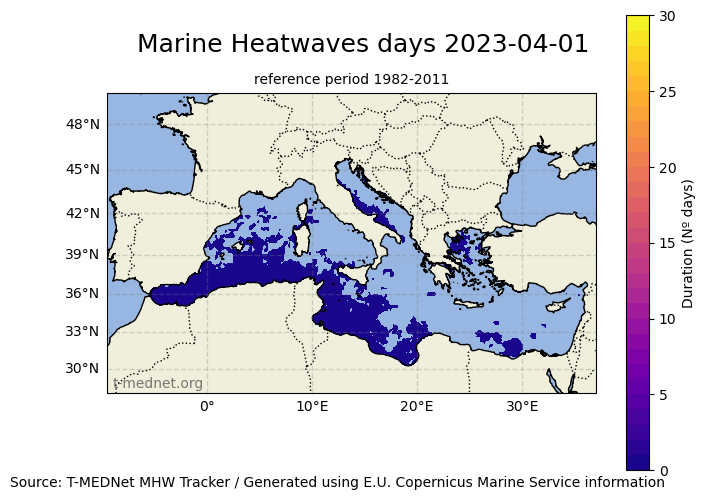 Marine Heatwaves days 2023-04-01
reference period 1982-2011
30
25
20
15
10
5
0
Duration (Nº days)
48°N
45°N
42°N
39°N
36°N
33°N
30°N
t-mednet.org
0°
10°E
20°E
30°E
Source: T-MEDNet MHW Tracker / Generated using E.U. Copernicus Marine Service information